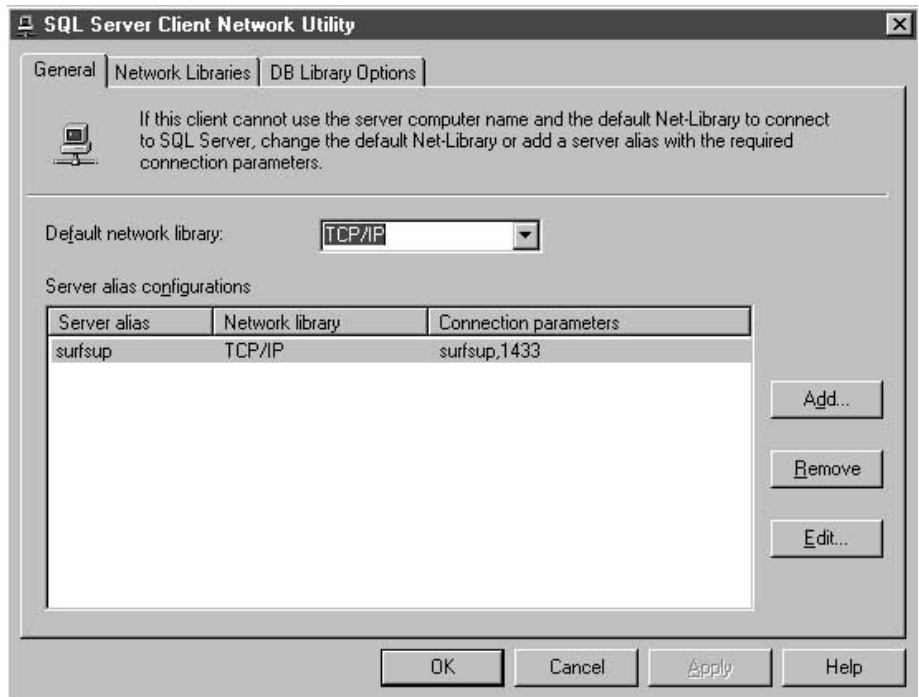 SQL Server Client Network Utility
General Network Libraries DB Library Options
If this client cannot use the server computer name and the default Net-Library to connect
to SQL Server, change the default Net-Library or add a server alias with the required
connection parameters.
Default network library: TCP/IP
Server alias configurations
Server alias Network library Connection parameters
surfsup TCP/IP surfsup,1433
Add...
Remove
Edit...
OK Cancel Apply Help